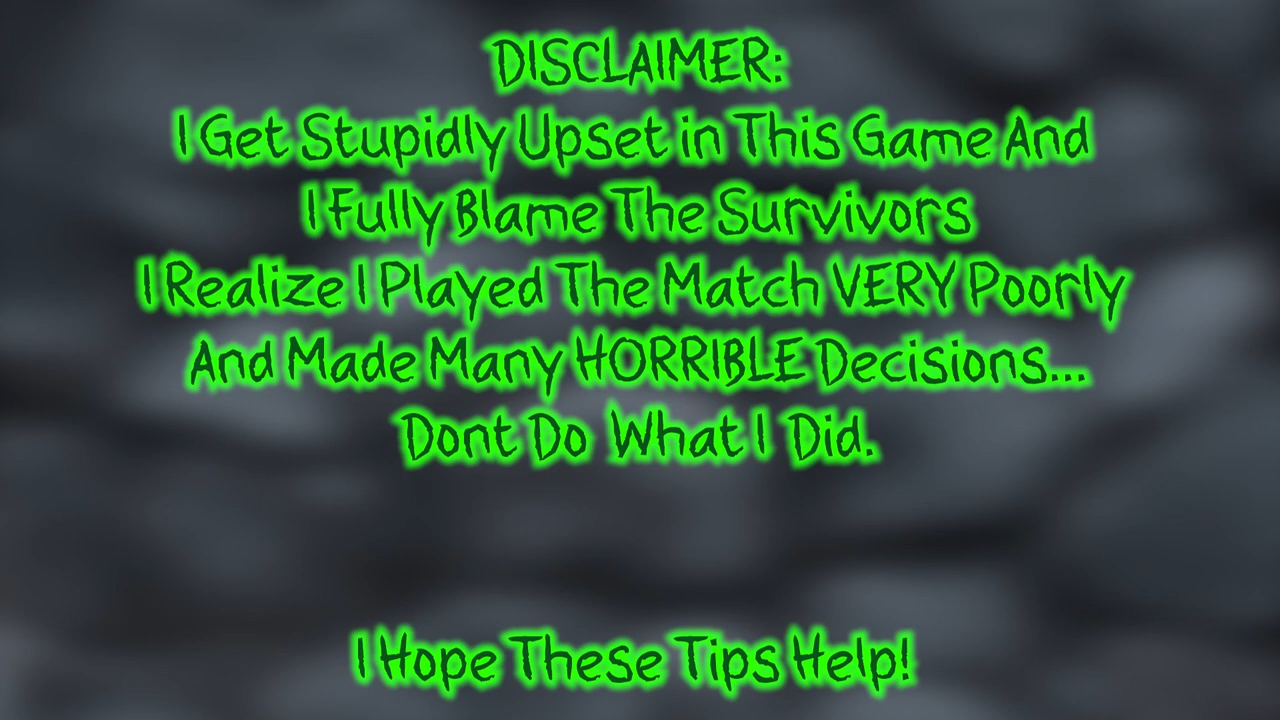 DISCLAIMER:
I Get Stupidly Upset in This Game And
I Fully Blame The Survivors
I Realize I Played The Match VERY Poorly
And Made Many HORRIBLE Decisions...
Dont Do What I Did.
I Hope These Tips Help!